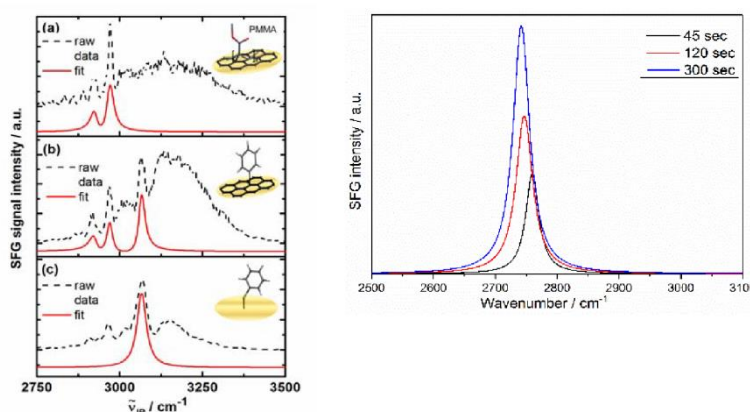 (a)
PMMA
raw
data
fit
(b)
raw
data
fit
(c)
raw
data
fit
SFG signal intensity / a.u.
2750 3000 3250 3500
/ cm⁻¹
45 sec
120 sec
300 sec
SFG intensity / a.u.
2500 2600 2700 2800 2900 3000 310
Wavenumber / cm⁻¹